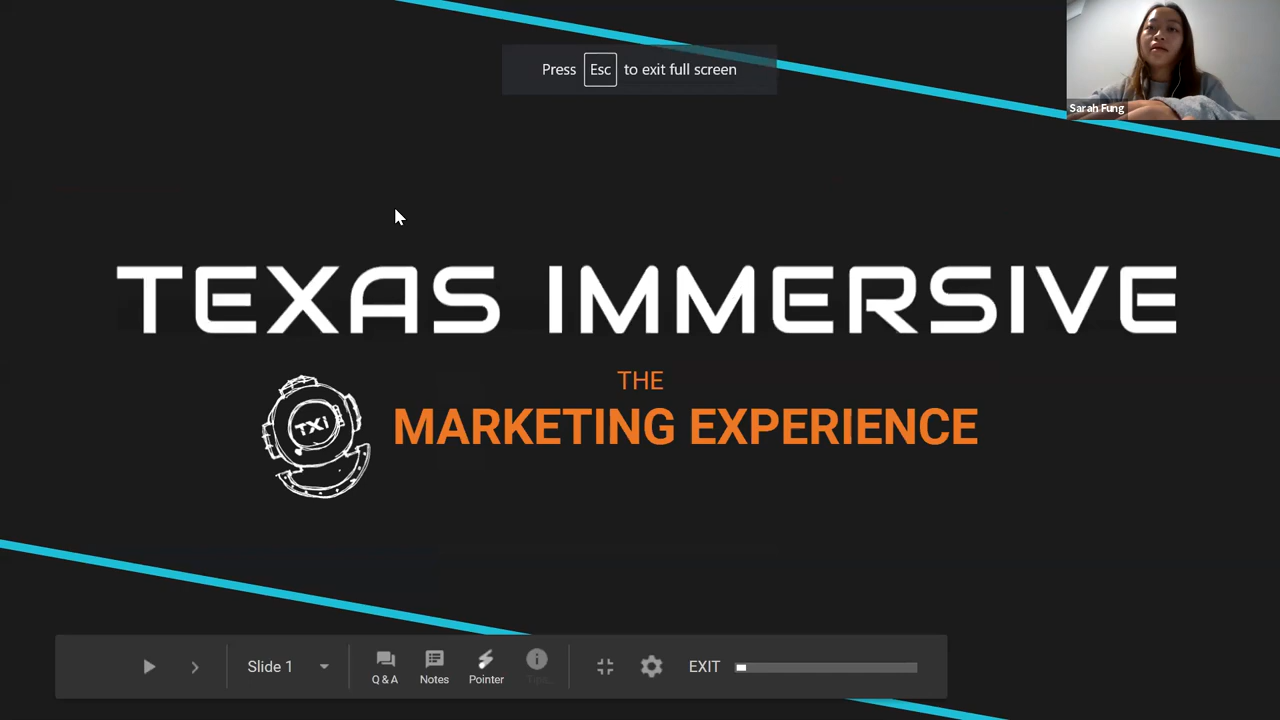 Press Esc to exit full screen
Sarah Fung
TEXAS IMMERSIVE
THE
TXi
MARKETING EXPERIENCE
Slide 1
Q & A
Notes
Pointer
EXIT